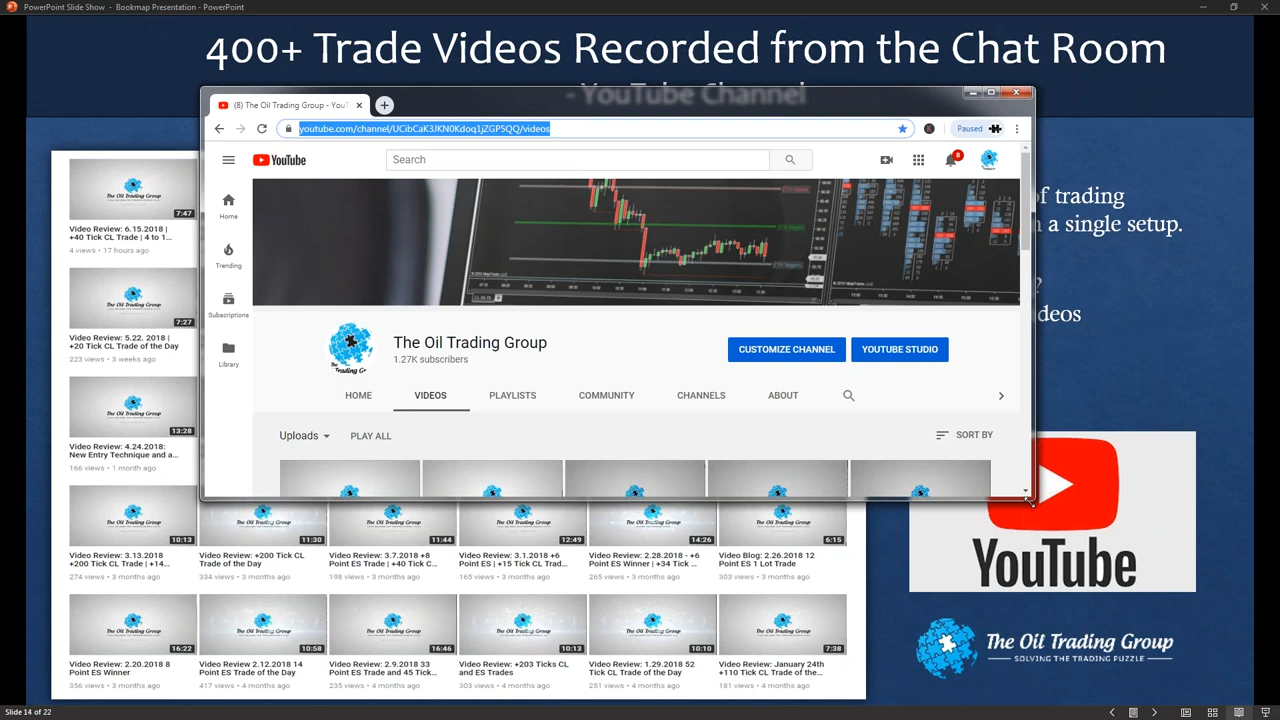 PowerPoint Slide Show - Bookmap Presentation - PowerPoint
400+ Trade Videos Recorded from the Chat Room
- YouTube Channel
(8) The Oil Trading Group - YouT
youtube.com/channel/UCibCaK3JKN0Kdoq1jZGP5QQ/videos
Paused
YouTube
Search
8
Home
Trending
Subscriptions
Library
The Oil Trading Group
1.27K subscribers
CUSTOMIZE CHANNEL
YOUTUBE STUDIO
HOME
VIDEOS
PLAYLISTS
COMMUNITY
CHANNELS
ABOUT
Uploads
PLAY ALL
SORT BY
of trading
a single setup.
?
deos
7:47
Video Review: 6.15.2018 |
+40 Tick CL Trade | 4 to 1...
4 views • 17 hours ago
7:27
Video Review: 5.22. 2018 |
+20 Tick CL Trade of the Day
223 views • 3 weeks ago
13:28
Video Review: 4.24.2018:
New Entry Technique and a...
166 views • 1 month ago
10:13
Video Review: 3.13.2018
+200 Tick CL Trade | +14...
274 views • 3 months ago
11:30
Video Review: +200 Tick CL
Trade of the Day
334 views • 3 months ago
11:44
Video Review: 3.7.2018 +8
Point ES Trade | +40 Tick C...
198 views • 3 months ago
12:49
Video Review: 3.1.2018 +6
Point ES | +15 Tick CL Trad...
165 views • 3 months ago
14:26
Video Review: 2.28.2018 - +6
Point ES Winner | +34 Tick ...
265 views • 3 months ago
6:15
Video Blog: 2.26.2018 12
Point ES 1 Lot Trade
303 views • 3 months ago
16:22
Video Review: 2.20.2018 8
Point ES Winner
356 views • 3 months ago
10:58
Video Review 2.12.2018 14
Point ES Trade of the Day
417 views • 4 months ago
16:46
Video Review: 2.9.2018 33
Point ES Trade and 45 Tick...
235 views • 4 months ago
10:13
Video Review: +203 Ticks CL
and ES Trades
303 views • 4 months ago
10:10
Video Review: 1.29.2018 52
Tick CL Trade of the Day
251 views • 4 months ago
7:38
Video Review: January 24th
+110 Tick CL Trade of the...
181 views • 4 months ago
YouTube
The Oil Trading Group
SOLVING THE TRADING PUZZLE
Slide 14 of 22